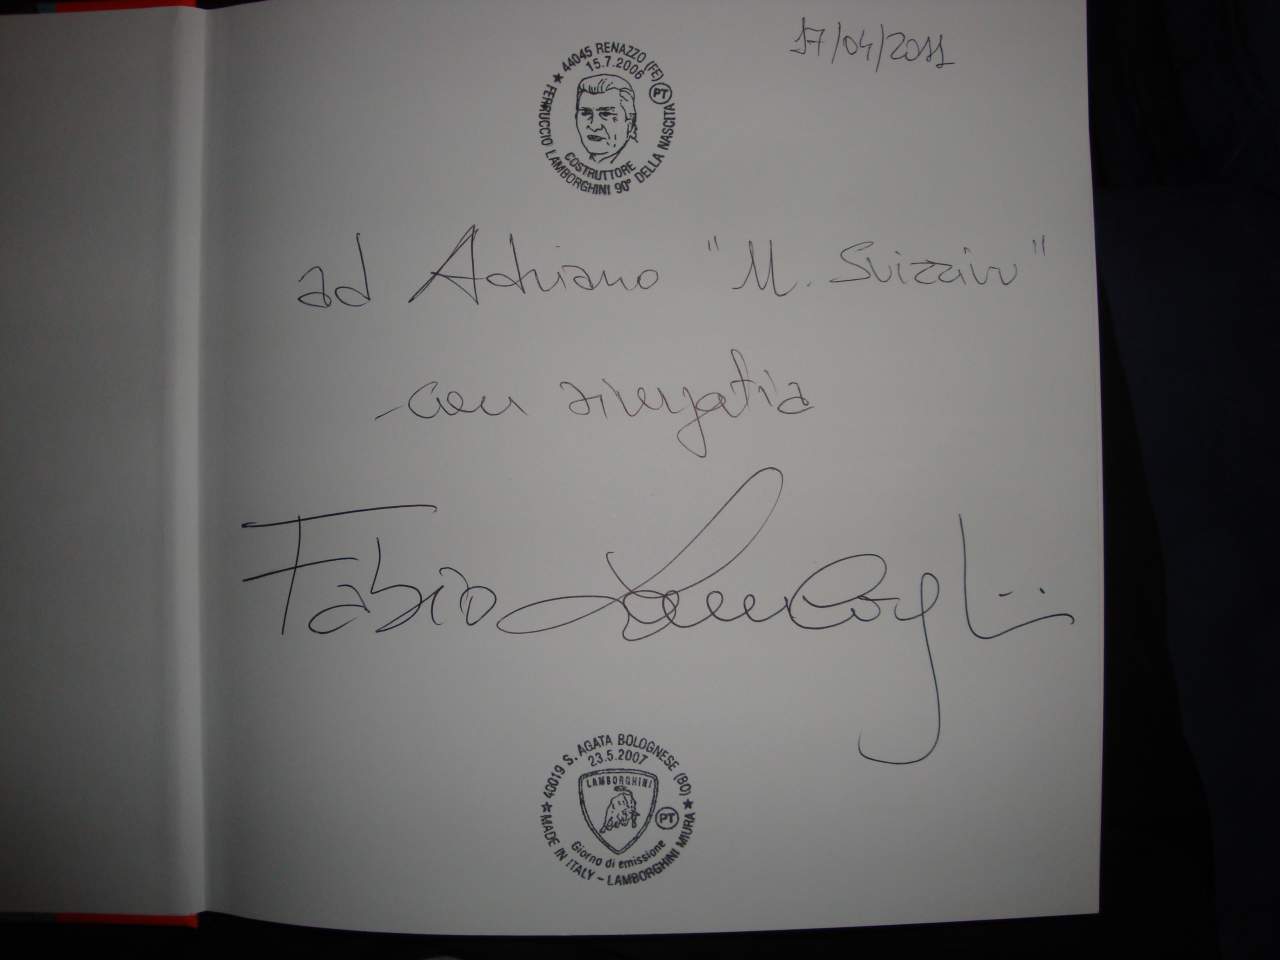 17/04/2011
★ 44045 RENAZZO (FE)
15.7.2006
PT
COSTRUTTORE
FERRUCCIO LAMBORGHINI 90° DELLA NASCITA
ad Adriano "M. Svizzero"
con simpatia
Fabio Lamborghini
★ 40019 S. AGATA BOLOGNESE (BO) ★
23.5.2007
LAMBORGHINI
PT
Giorno di emissione
MADE IN ITALY - LAMBORGHINI MIURA